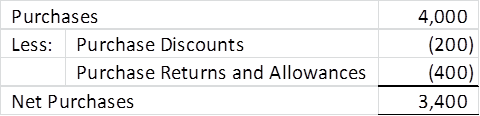 Purchases 4,000
Less: Purchase Discounts (200)
Purchase Returns and Allowances (400)
Net Purchases 3,400